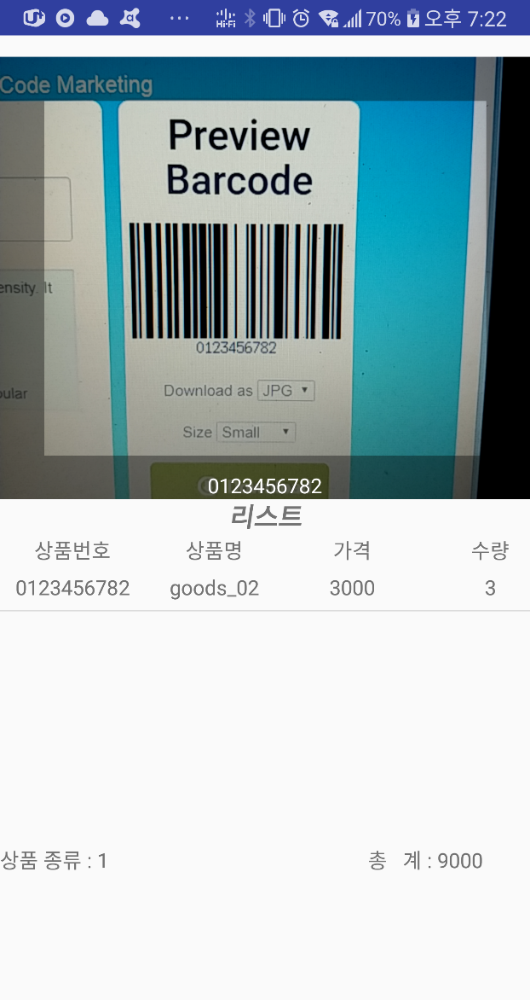 70% 오후 7:22
Code Marketing
Preview
Barcode
ensity. It
0123456782
ular
Download as JPG
Size Small
0123456782
리스트
상품번호 상품명 가격 수량
0123456782 goods_02 3000 3
상품 종류 : 1 총 계 : 9000